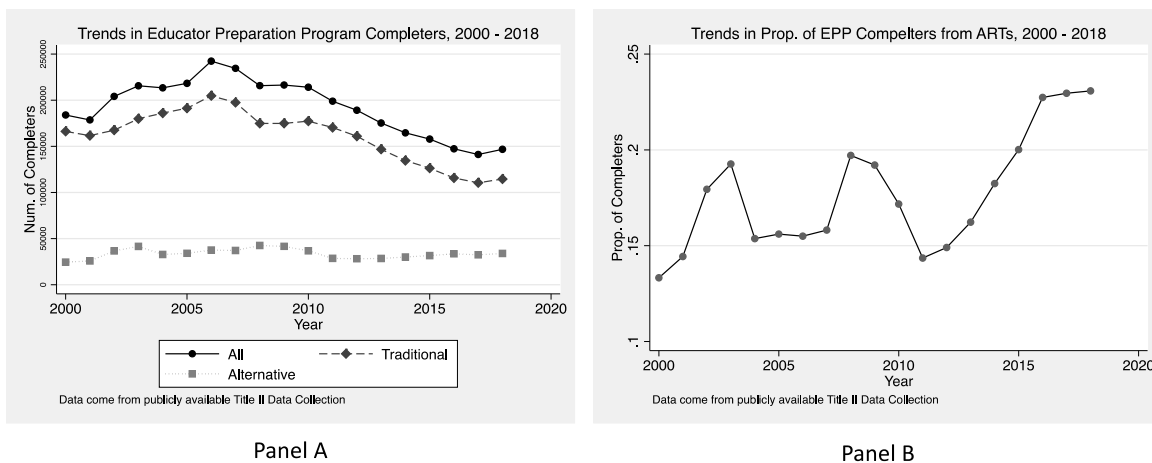 Trends in Educator Preparation Program Completers, 2000 - 2018
Num. of Completers
250000
200000
150000
100000
50000
0
2000
2005
2010
2015
2020
Year
All
Traditional
Alternative
Data come from publicly available Title II Data Collection
Panel A
Trends in Prop. of EPP Compelters from ARTs, 2000 - 2018
Prop. of Completers
.25
.2
.15
.1
2000
2005
2010
2015
2020
Year
Data come from publicly available Title II Data Collection
Panel B